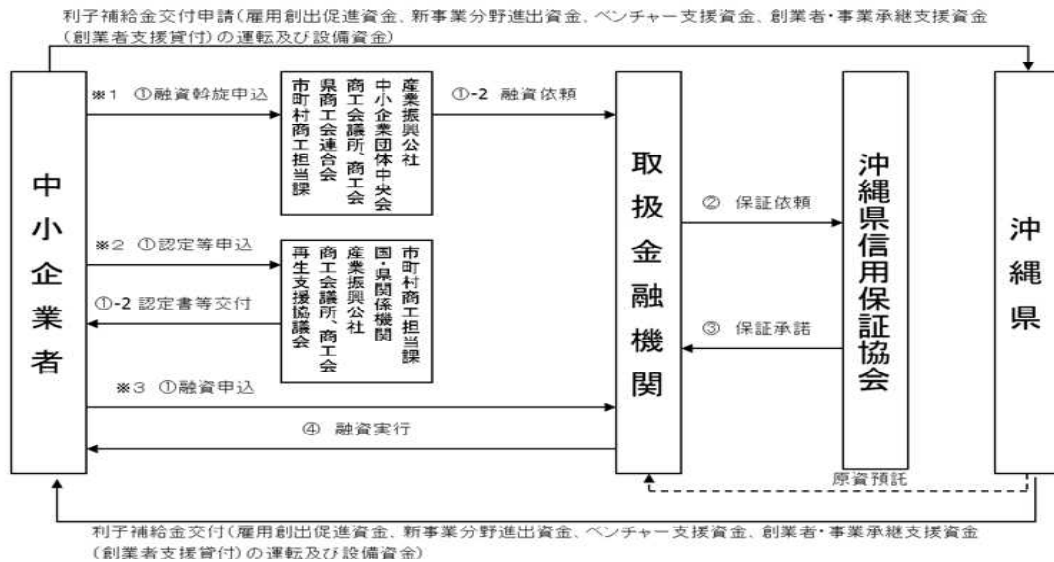 利子補給金交付申請(雇用創出促進資金、新事業分野進出資金、ベンチャー支援資金、創業者・事業承継支援資金
(創業者支援貸付)の運転及び設備資金)
中小企業者
※1 ①融資斡旋申込
産業振興公社
中小企業団体中央会
商工会議所、商工会
県商工会連合会
市町村商工担当課
①-2 融資依頼
取扱金融機関
② 保証依頼
沖縄県信用保証協会
沖縄県
※2 ①認定等申込
①-2 認定書等交付
市町村商工担当課
国・県関係機関
産業振興公社
商工会議所、商工会
再生支援協議会
③ 保証承諾
※3 ①融資申込
④ 融資実行
原資預託
利子補給金交付(雇用創出促進資金、新事業分野進出資金、ベンチャー支援資金、創業者・事業承継支援資金
(創業者支援貸付)の運転及び設備資金)